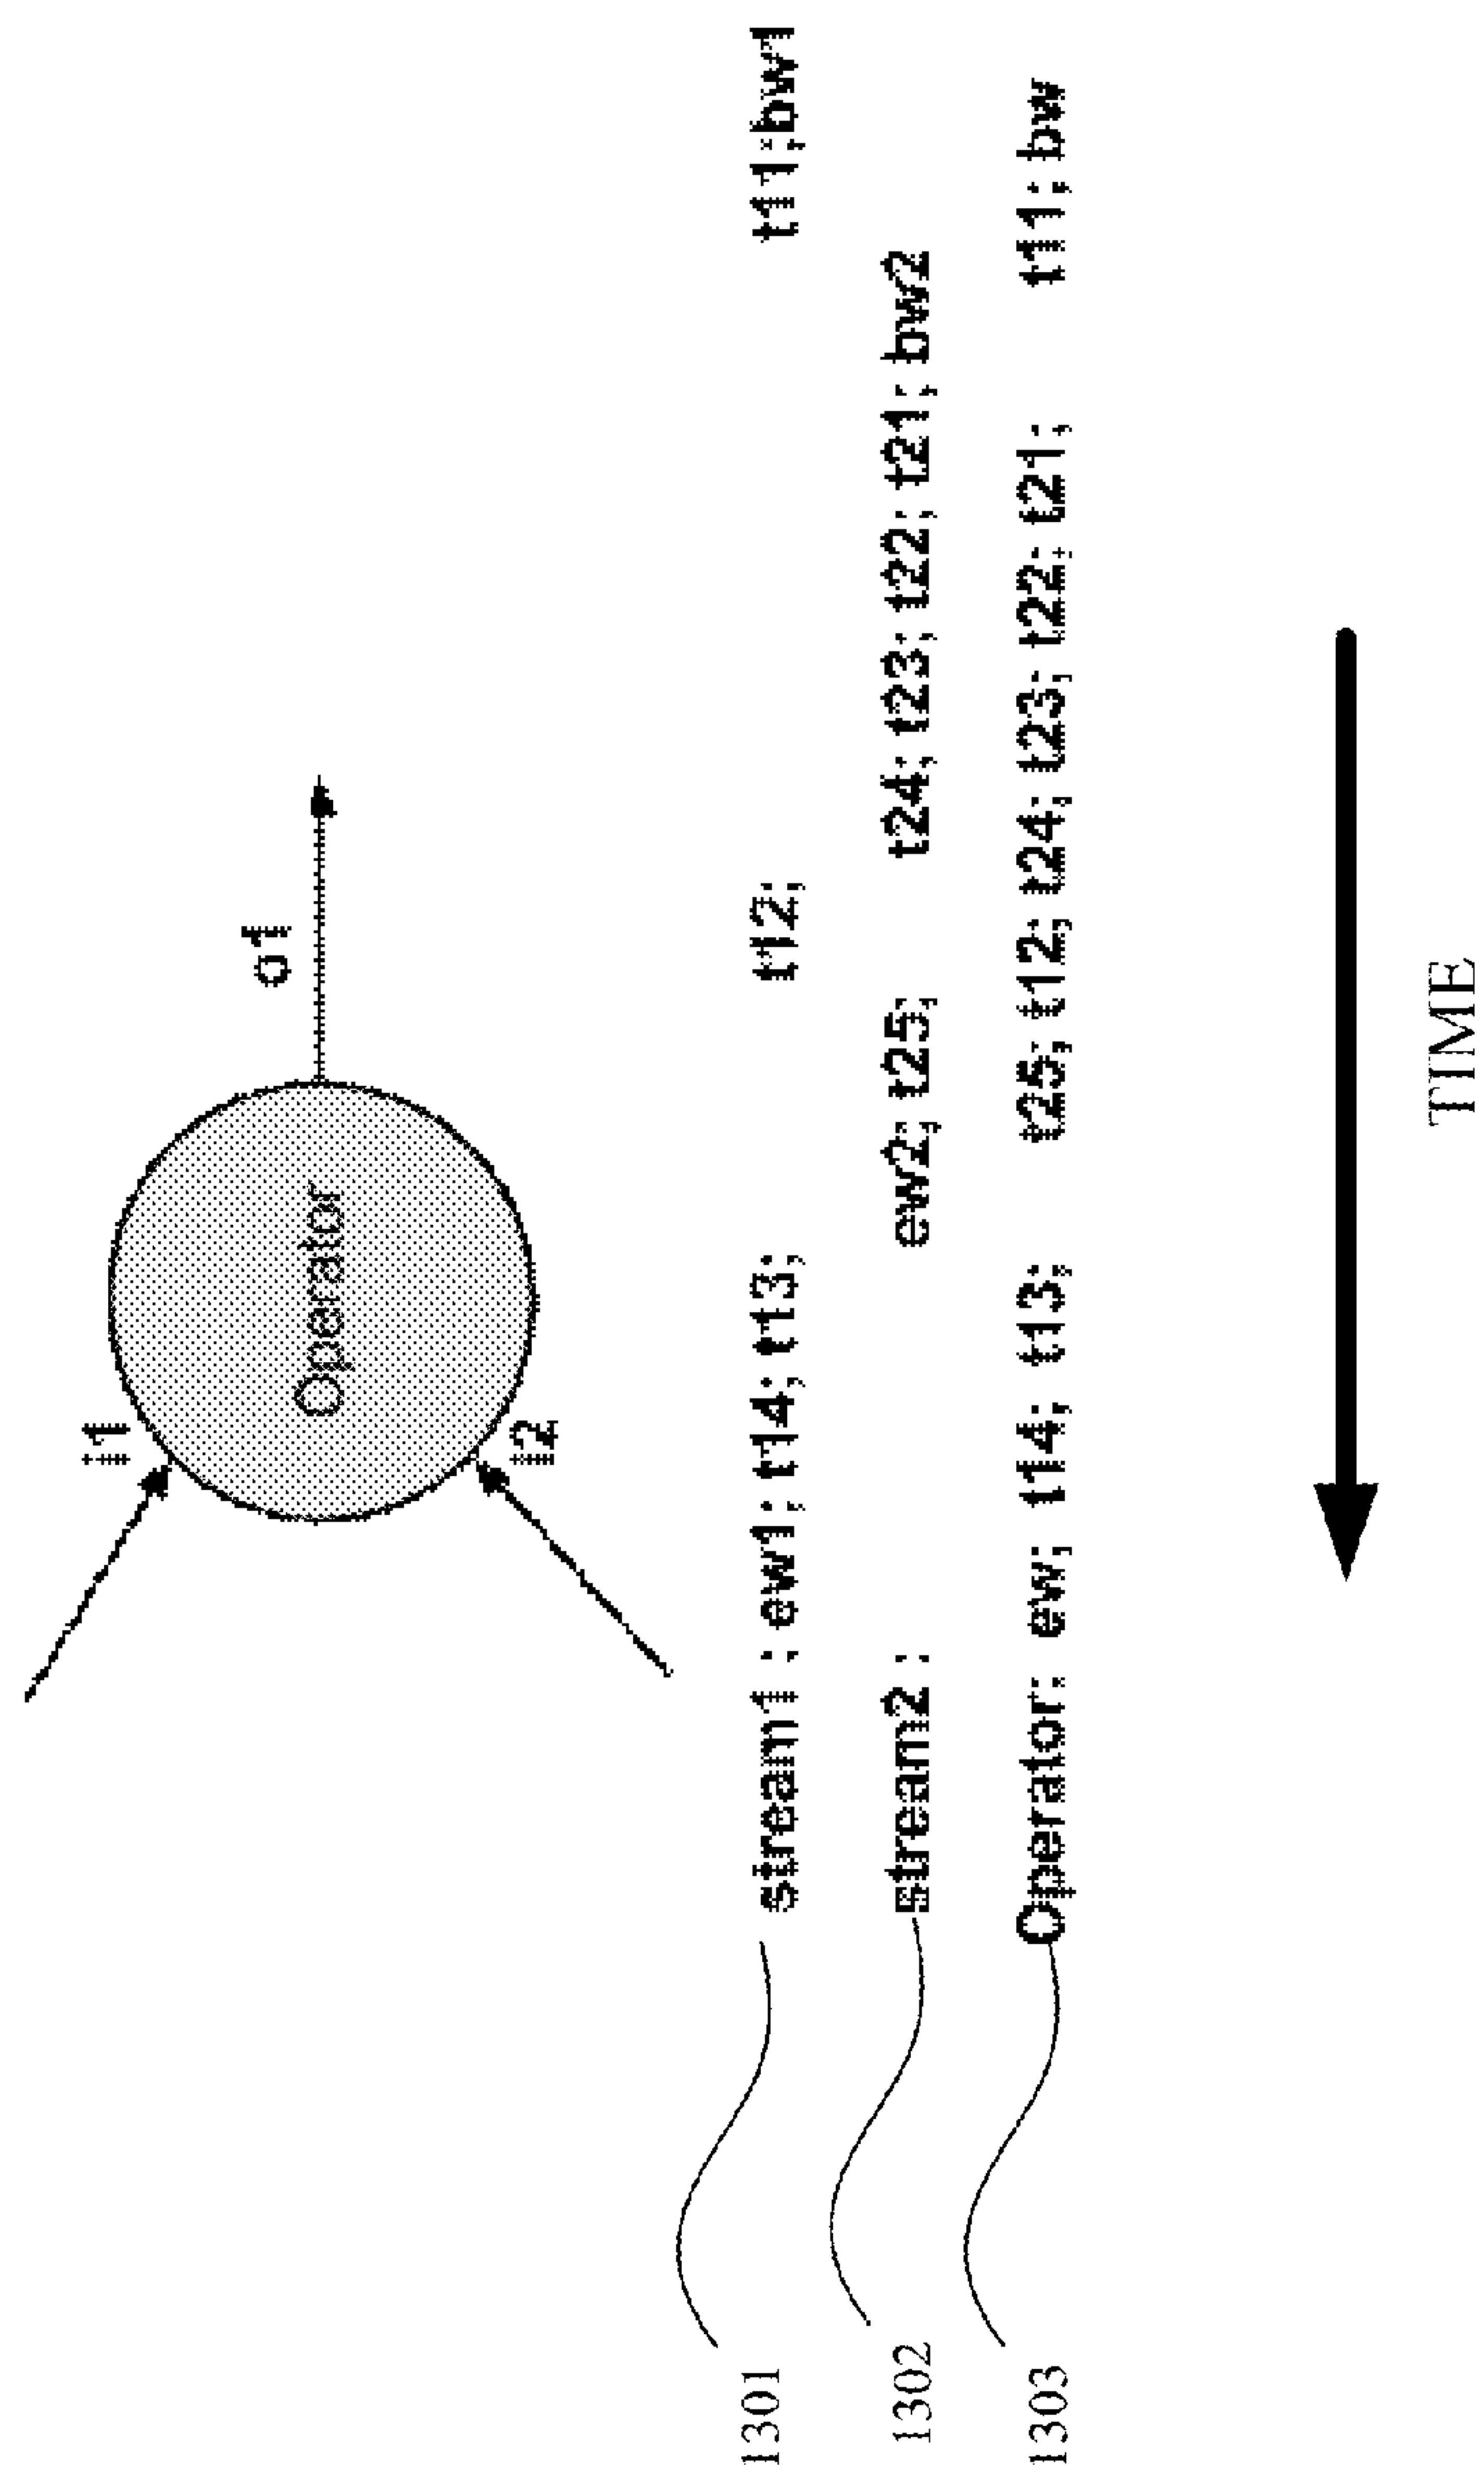 i1
i2
Operator
o1
stream1 : ew1; t14; t13; t12; t11;bw1
stream2 : ew2; t25; t24; t23; t22; t21; bw2
Operator: ew; t14; t13; t25; t12; t24; t23; t22; t21; t11; bw
TIME
1301
1302
1303